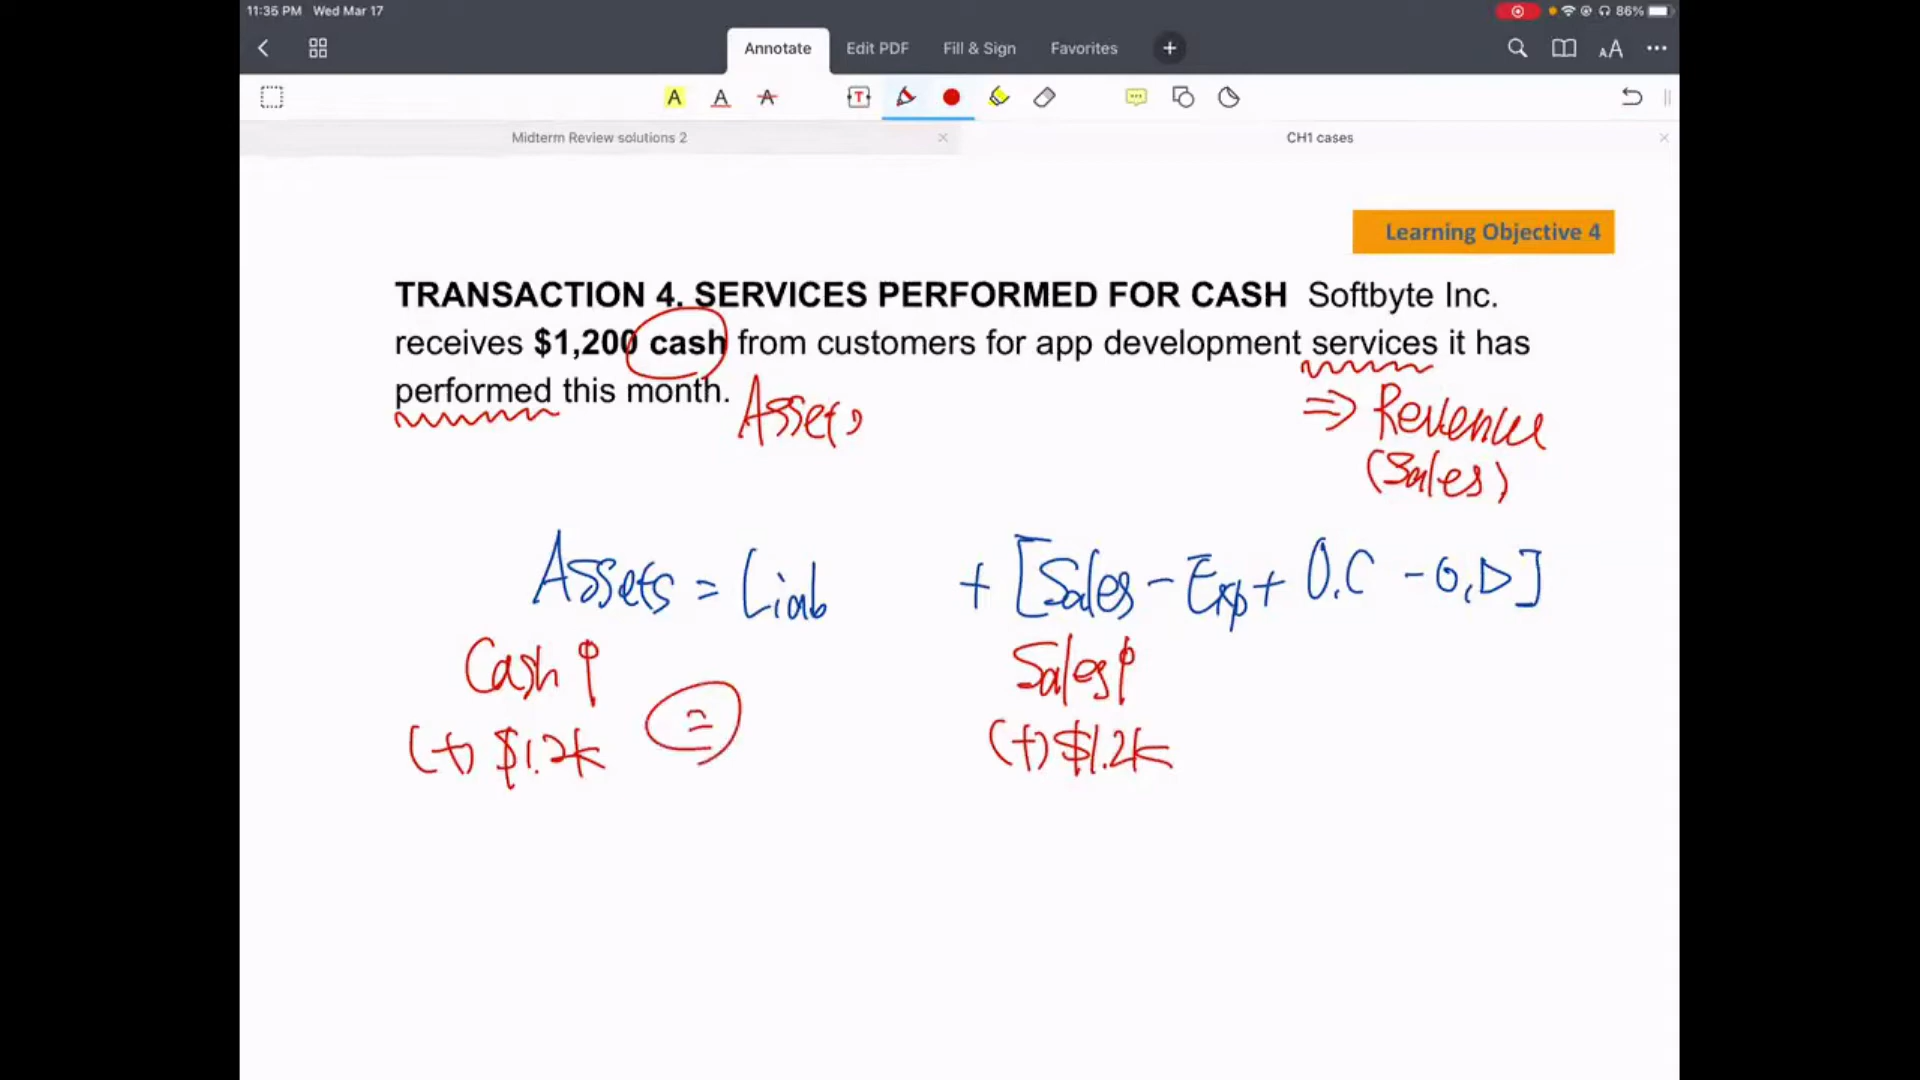 11:35 PM Wed Mar 17
86%
Annotate Edit PDF Fill & Sign Favorites
AA
A A A T
Midterm Review solutions 2
CH1 cases
Learning Objective 4
TRANSACTION 4. SERVICES PERFORMED FOR CASH Softbyte Inc.
receives $1,200 cash from customers for app development services it has
performed this month.
Assets
⇒ Revenue
(Sales)
Assets = Liab + [Sales - Exp + O.C - O.D]
Cash ↑ Sales ↑
(+) $1.2k = (+) $1.2k